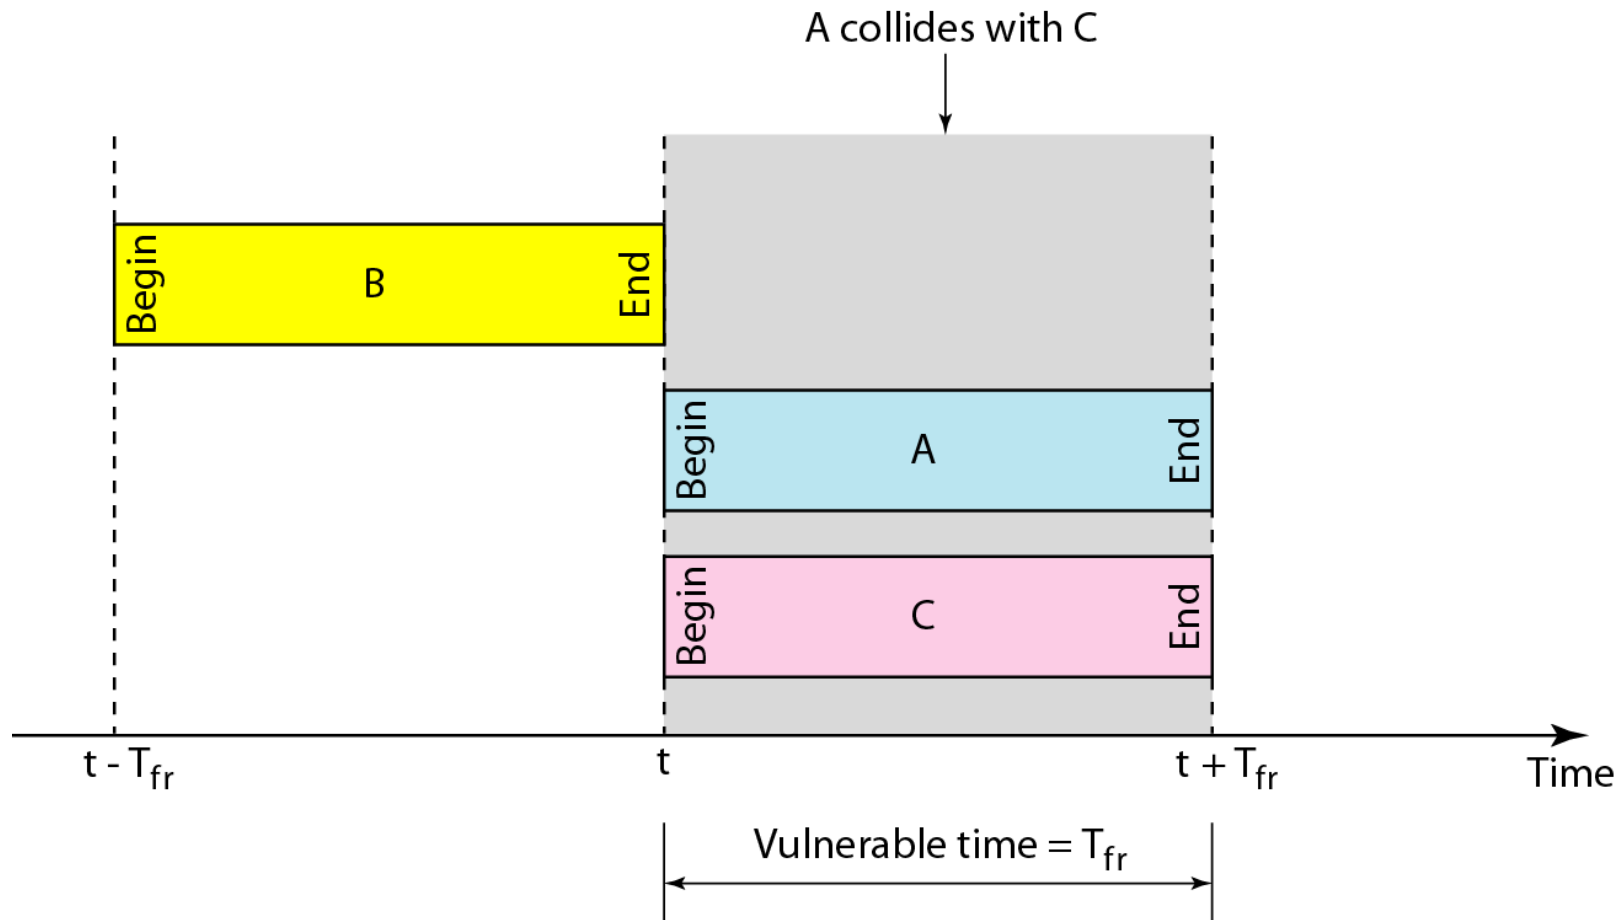 A collides with C
Begin B End
Begin A End
Begin C End
t - Tfr t t + Tfr
Time
Vulnerable time = Tfr